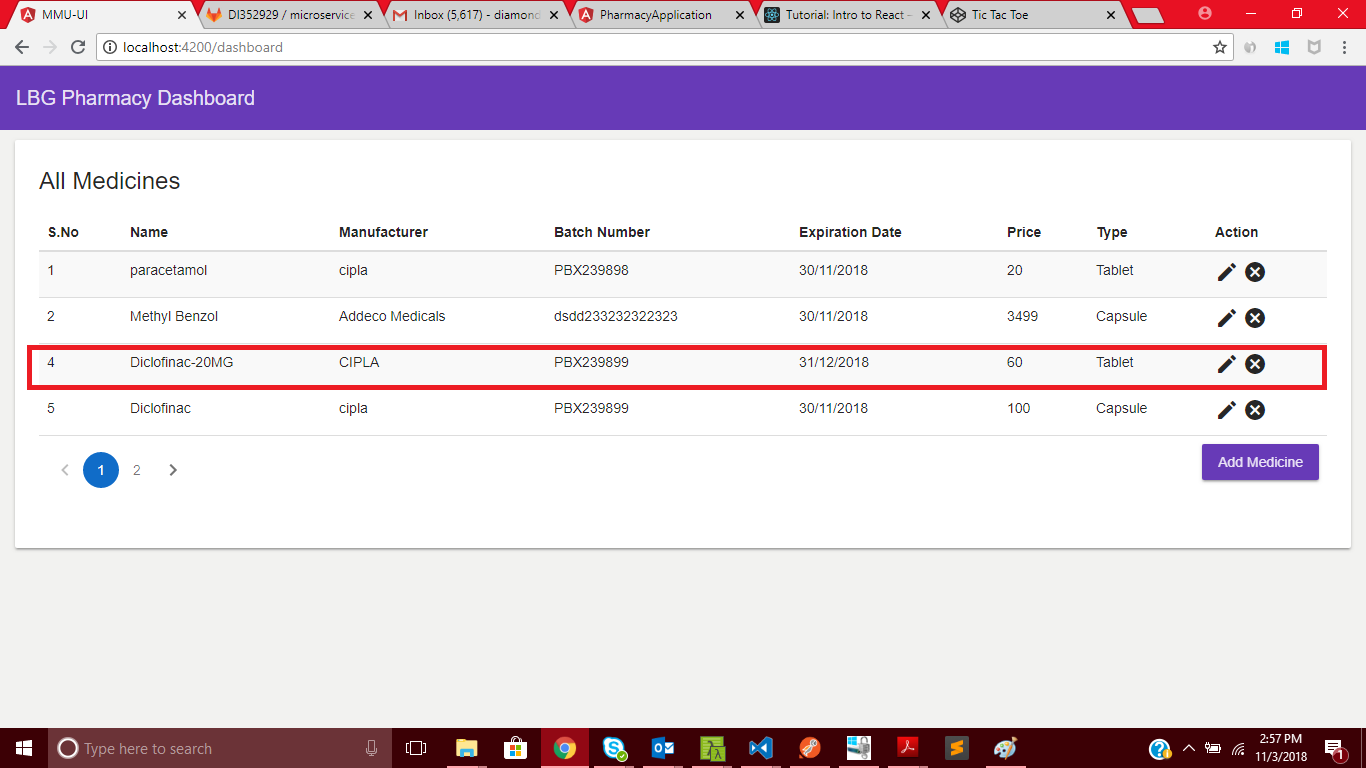 MMU-UI DI352929 / microservice Inbox (5,617) - diamond PharmacyApplication Tutorial: Intro to React – Tic Tac Toe
localhost:4200/dashboard
LBG Pharmacy Dashboard
All Medicines
S.No Name Manufacturer Batch Number Expiration Date Price Type Action
1 paracetamol cipla PBX239898 30/11/2018 20 Tablet
2 Methyl Benzol Addeco Medicals dsdd233232322323 30/11/2018 3499 Capsule
4 Diclofinac-20MG CIPLA PBX239899 31/12/2018 60 Tablet
5 Diclofinac cipla PBX239899 30/11/2018 100 Capsule
1 2 Add Medicine
Type here to search
2:57 PM
11/3/2018
1